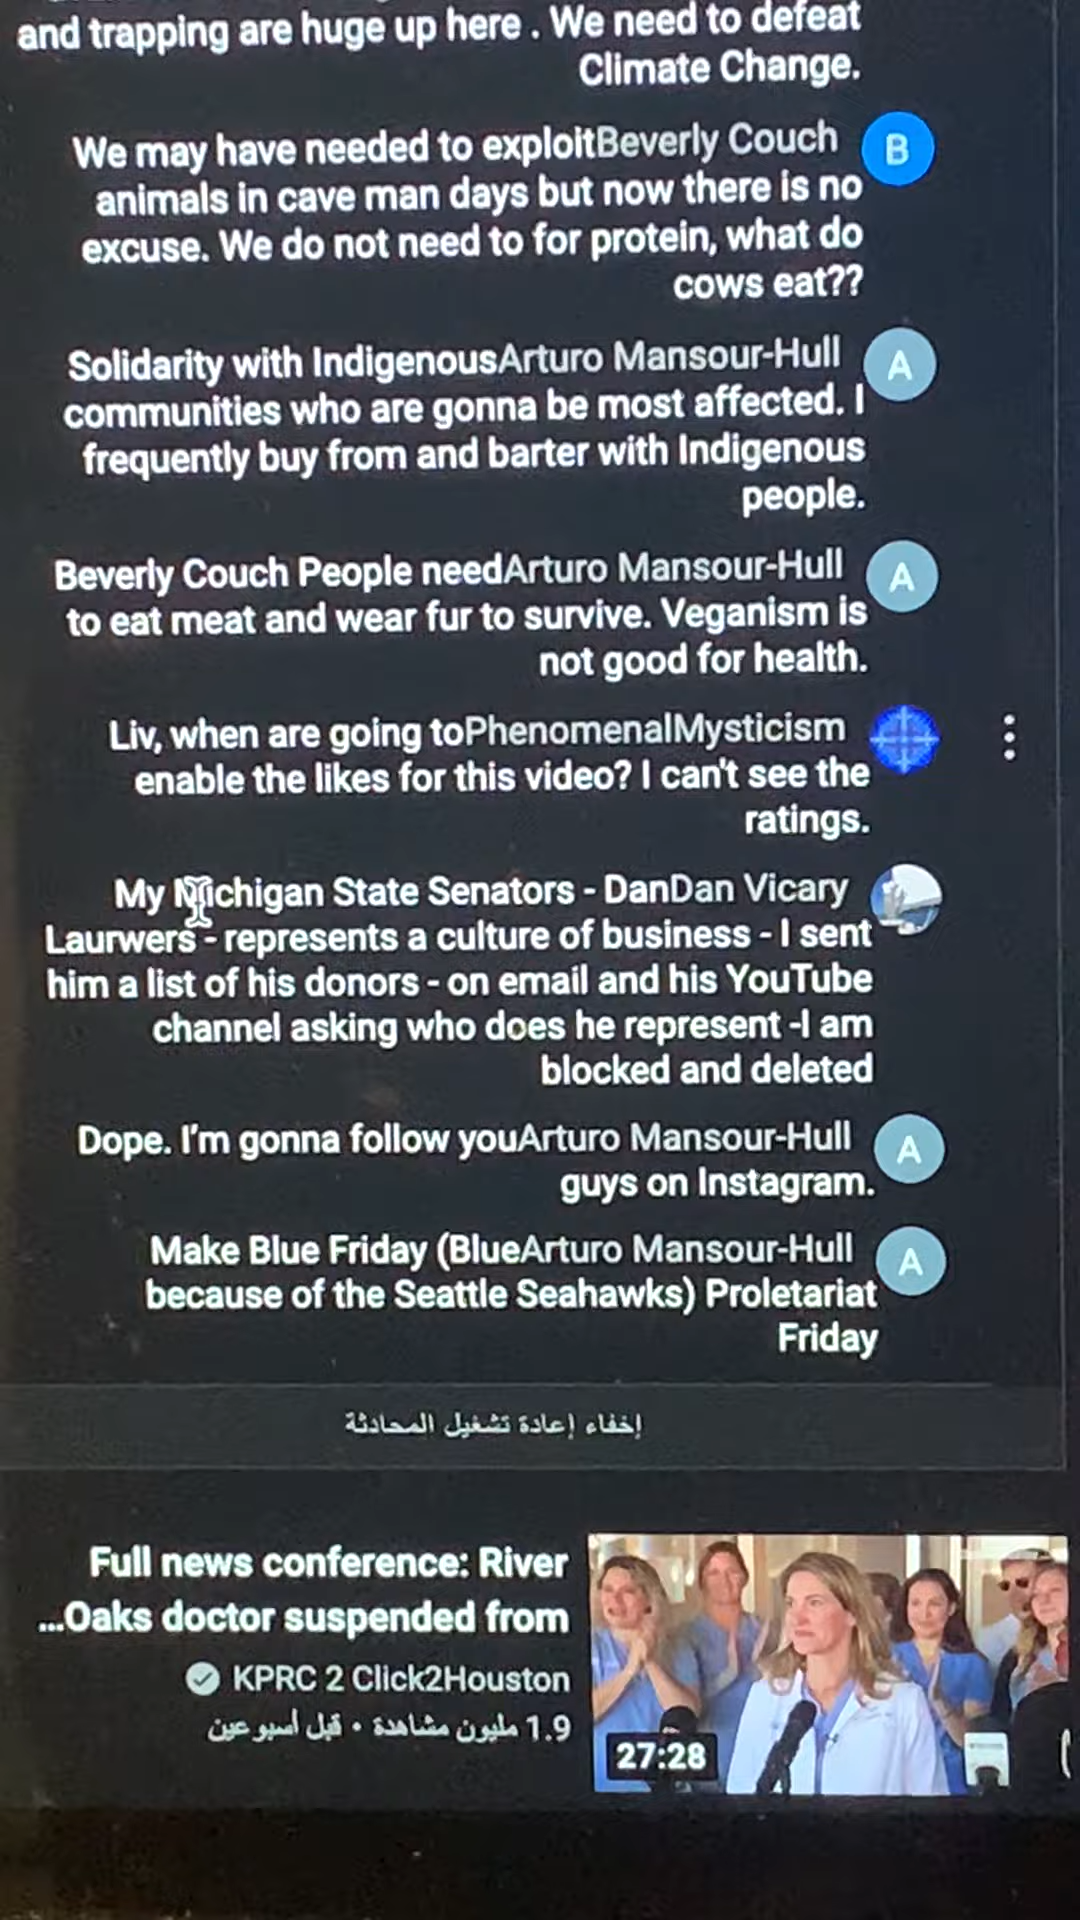 and trapping are huge up here . We need to defeat
Climate Change.
B
We may have needed to exploitBeverly Couch
animals in cave man days but now there is no
excuse. We do not need to for protein, what do
cows eat??
A
Solidarity with IndigenousArturo Mansour-Hull
communities who are gonna be most affected. I
frequently buy from and barter with Indigenous
people.
A
Beverly Couch People needArturo Mansour-Hull
to eat meat and wear fur to survive. Veganism is
not good for health.
Liv, when are going toPhenomenalMysticism
enable the likes for this video? I can't see the
ratings.
My Michigan State Senators - DanDan Vicary
Laurwers - represents a culture of business - I sent
him a list of his donors - on email and his YouTube
channel asking who does he represent -I am
blocked and deleted
A
Dope. I'm gonna follow youArturo Mansour-Hull
guys on Instagram.
A
Make Blue Friday (BlueArturo Mansour-Hull
because of the Seattle Seahawks) Proletariat
Friday
إخفاء إعادة تشغيل المحادثة
Full news conference: River
...Oaks doctor suspended from
KPRC 2 Click2Houston
1.9 مليون مشاهدة • قبل أسبوعين
27:28